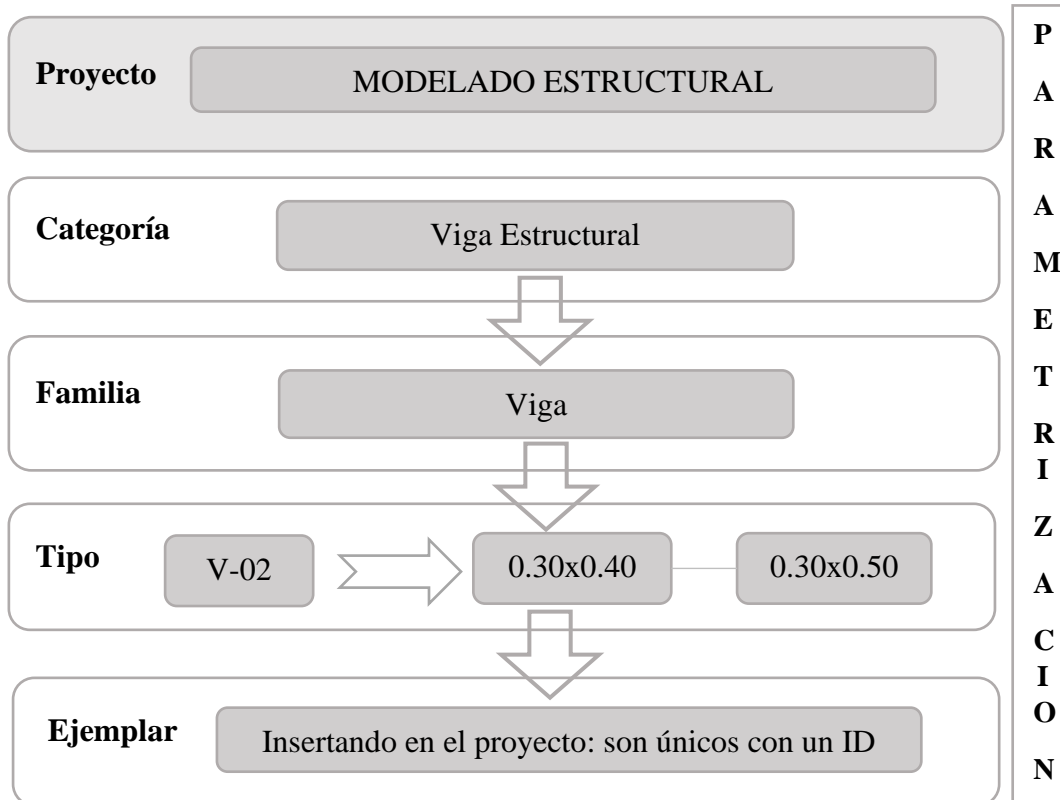 Proyecto
MODELADO ESTRUCTURAL
Categoría
Viga Estructural
Familia
Viga
Tipo
V-02
0.30x0.40
0.30x0.50
Ejemplar
Insertando en el proyecto: son únicos con un ID
P
A
R
A
M
E
T
R
I
Z
A
C
I
O
N